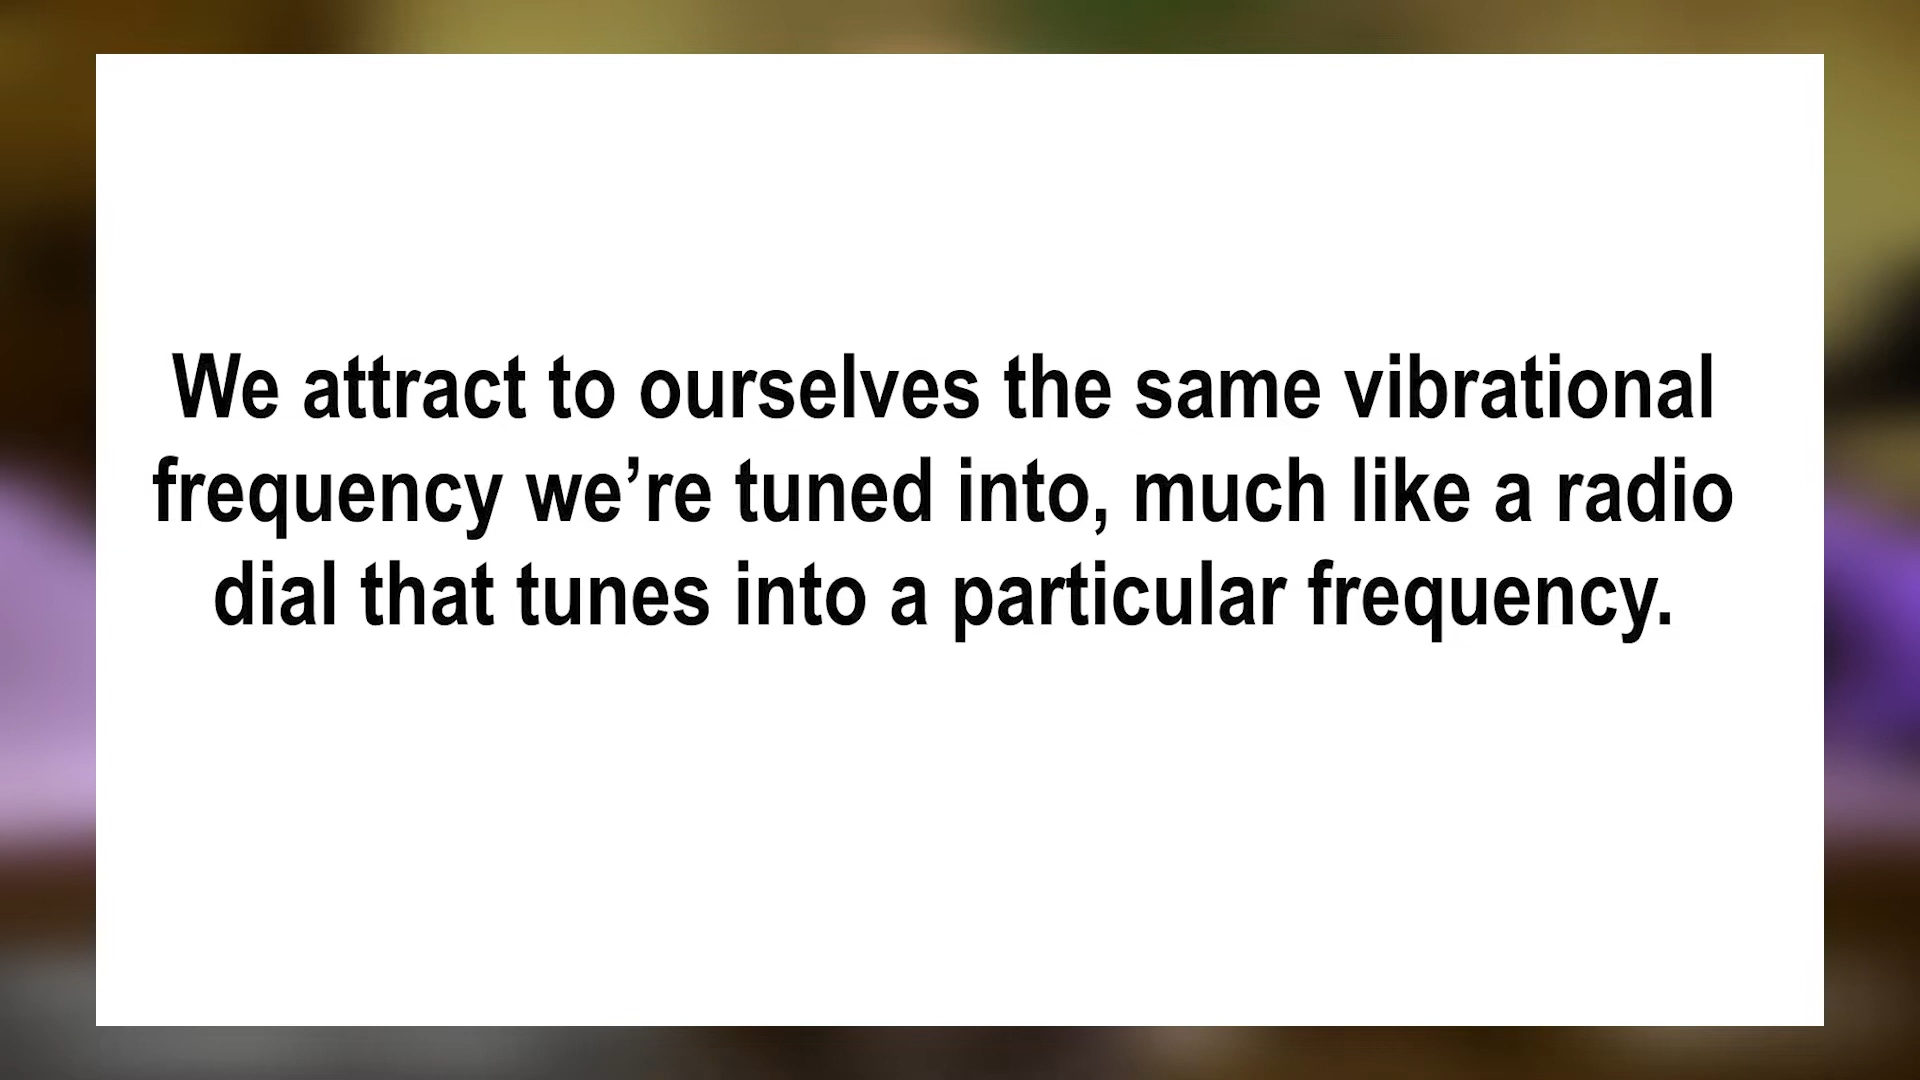 We attract to ourselves the same vibrational
frequency we’re tuned into, much like a radio
dial that tunes into a particular frequency.